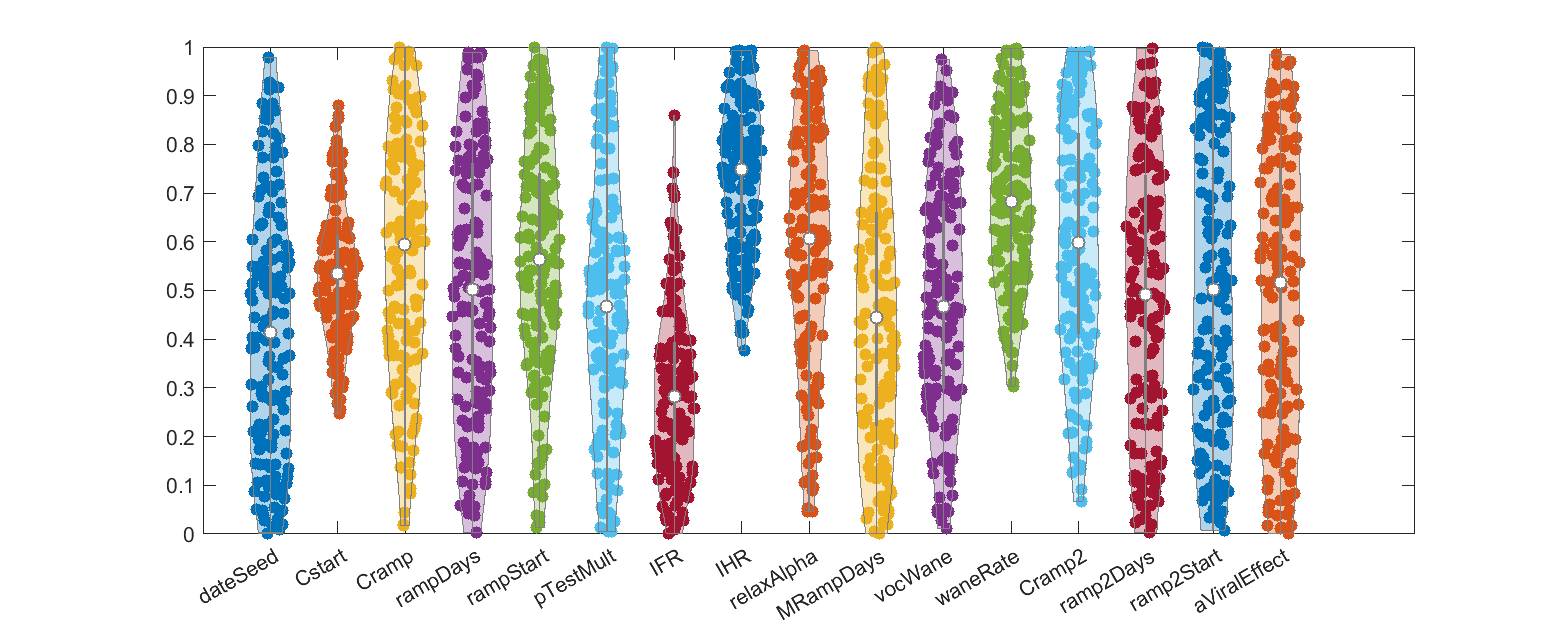 1
0.9
0.8
0.7
0.6
0.5
0.4
0.3
0.2
0.1
0
dateSeed
Cstart
Cramp
rampDays
rampStart
pTestMult
IFR
IHR
relaxAlpha
MRampDays
vocWane
waneRate
Cramp2
ramp2Days
ramp2Start
aViralEffect